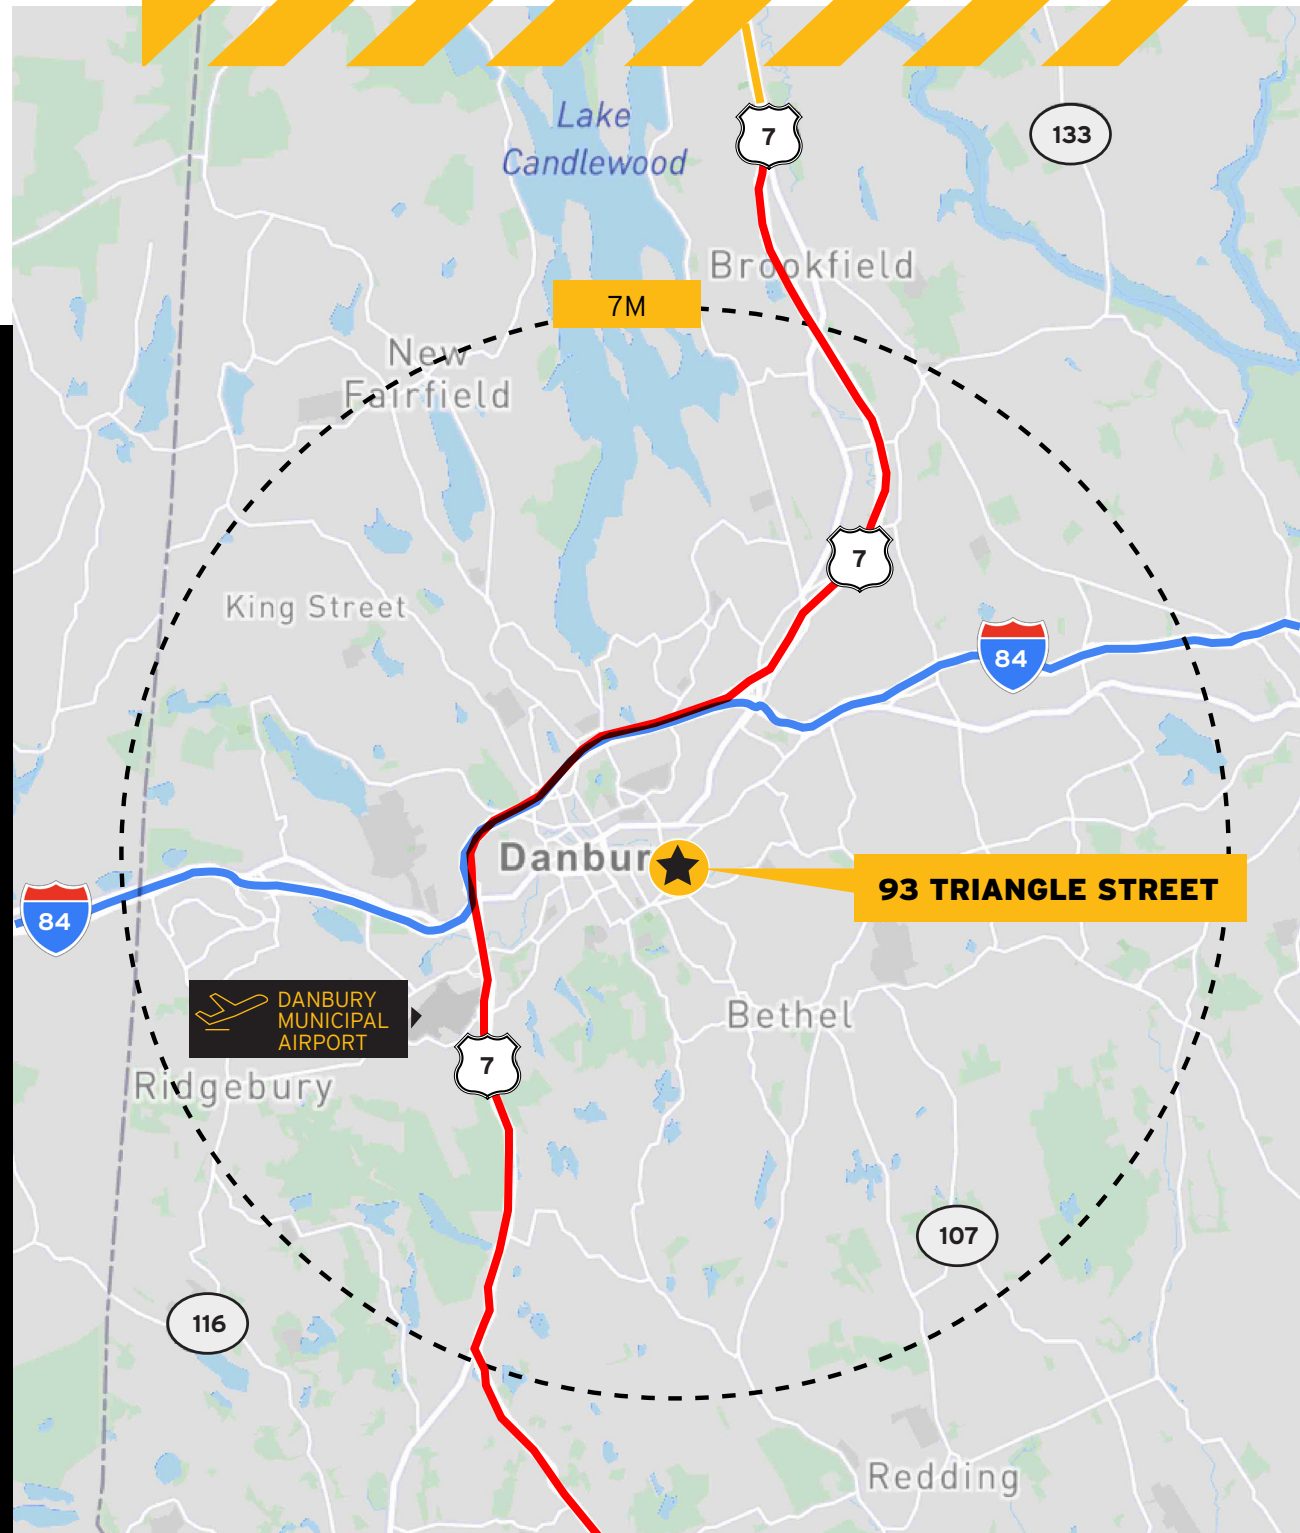 Lake
Candlewood
7
133
Brookfield
7M
New
Fairfield
7
King Street
84
Danbur
93 TRIANGLE STREET
84
DANBURY
MUNICIPAL
AIRPORT
Bethel
7
Ridgebury
107
116
Redding